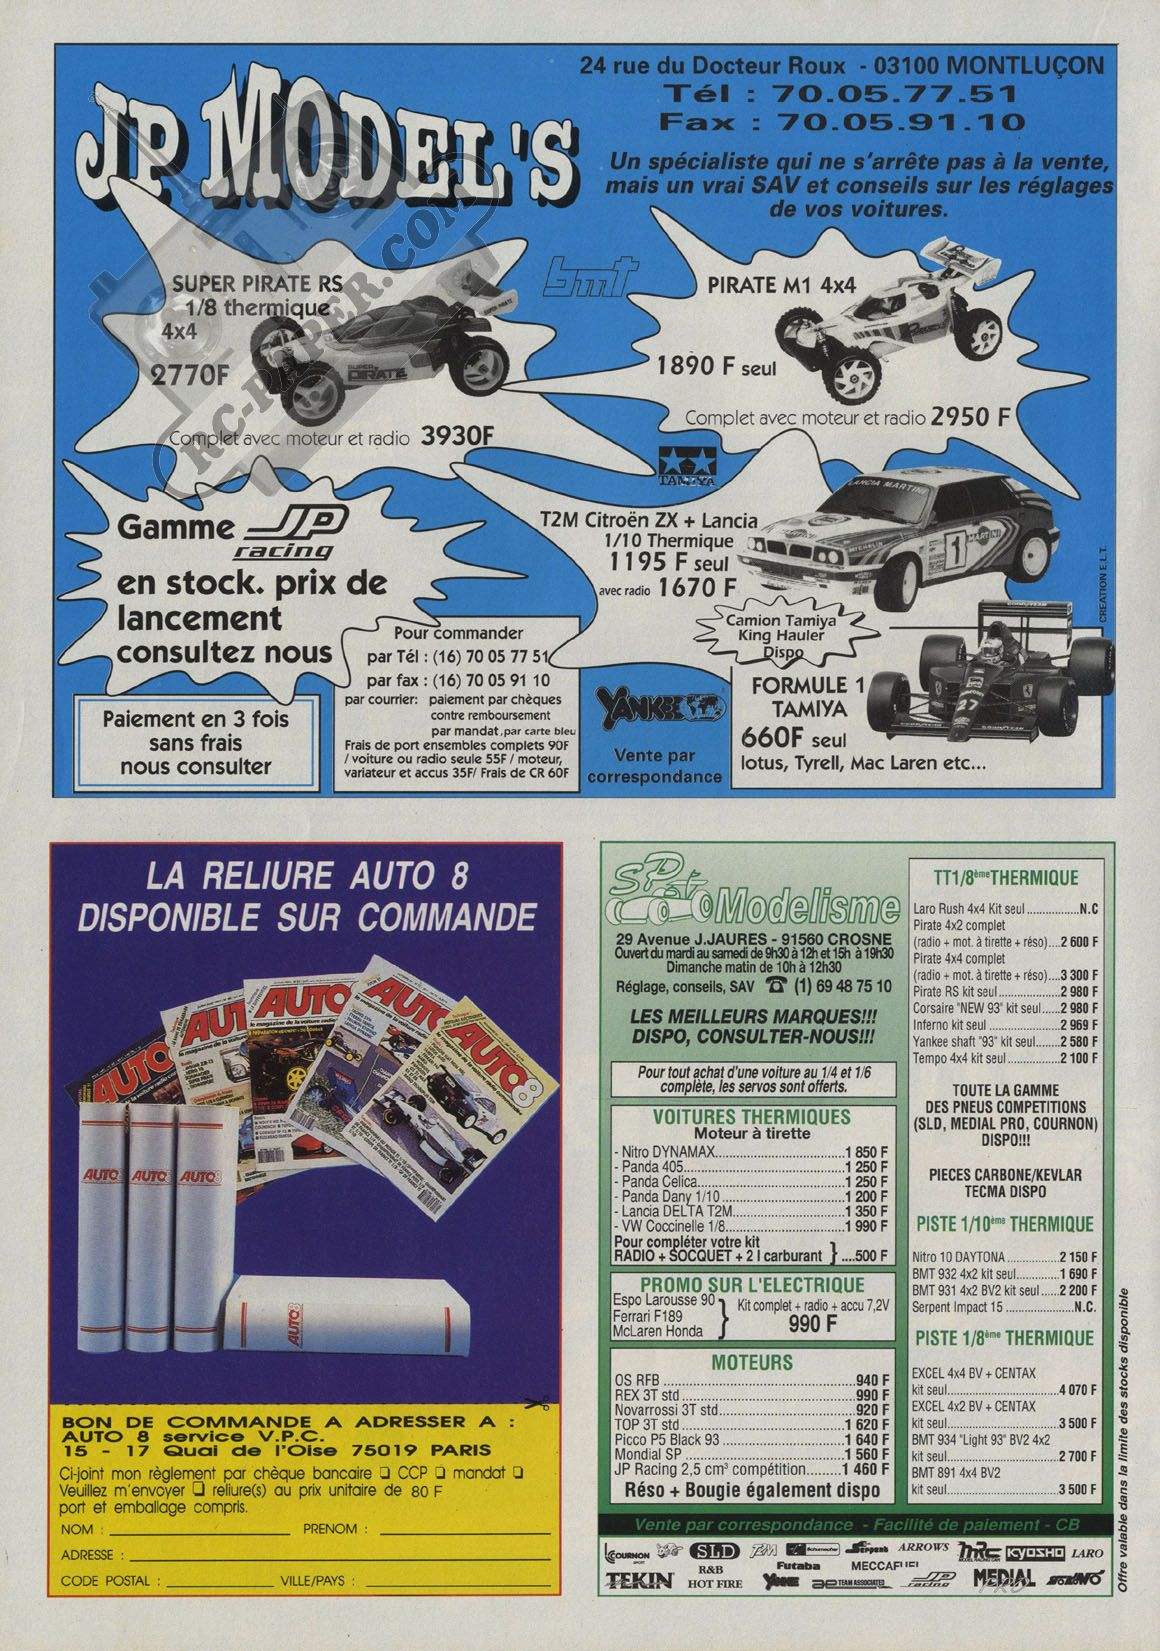 JP MODEL'S
24 rue du Docteur Roux - 03100 MONTLUÇON
Tél : 70.05.77.51
Fax : 70.05.91.10
Un spécialiste qui ne s'arrête pas à la vente,
mais un vrai SAV et conseils sur les réglages
de vos voitures.
RC-PAPER.COM
SUPER PIRATE RS
1/8 thermique
4x4
2770F
Complet avec moteur et radio 3930F
SUPER PIRATE
bmt
PIRATE M1 4x4
1890 F seul
Complet avec moteur et radio 2950 F
TAMIYA
T2M Citroën ZX + Lancia
1/10 Thermique
1195 F seul
avec radio 1670 F
LANCIA MARTINI
MICHELIN
1 MARTINI
Gamme JP racing
en stock. prix de
lancement
consultez nous
Camion Tamiya
King Hauler
Dispo
FORMULE 1
TAMIYA
660F seul
lotus, Tyrell, Mac Laren etc...
27
CREATION E.L.T.
Paiement en 3 fois
sans frais
nous consulter
Pour commander
par Tél : (16) 70 05 77 51
par fax : (16) 70 05 91 10
par courrier: paiement par chèques
contre remboursement
par mandat, par carte bleu
Frais de port ensembles complets 90F
/ voiture ou radio seule 55F / moteur,
variateur et accus 35F/ Frais de CR 60F
YANKEE
Vente par
correspondance
LA RELIURE AUTO 8
DISPONIBLE SUR COMMANDE
AUTO8
AUTO8
AUTO8
AUTO8
AUTO8
BON DE COMMANDE A ADRESSER A :
AUTO 8 service V.P.C.
15 - 17 Quai de l'Oise 75019 PARIS
Ci-joint mon règlement par chèque bancaire ❏ CCP ❏ mandat ❏
Veuillez m'envoyer ❏ reliure(s) au prix unitaire de 80 F
port et emballage compris.
NOM : PRENOM :
ADRESSE :
CODE POSTAL : VILLE/PAYS :
SP Modelisme
29 Avenue J.JAURES - 91560 CROSNE
Ouvert du mardi au samedi de 9h30 à 12h et 15h à 19h30
Dimanche matin de 10h à 12h30
Réglage, conseils, SAV ☎ (1) 69 48 75 10
LES MEILLEURS MARQUES!!!
DISPO, CONSULTER-NOUS!!!
Pour tout achat d'une voiture au 1/4 et 1/6
complète, les servos sont offerts.
VOITURES THERMIQUES
Moteur à tirette
- Nitro DYNAMAX 1 850 F
- Panda 405 1 250 F
- Panda Celica 1 250 F
- Panda Dany 1/10 1 200 F
- Lancia DELTA T2M 1 350 F
- VW Coccinelle 1/8 1 990 F
Pour compléter votre kit
RADIO + SOCQUET + 2 l carburant } ....500 F
PROMO SUR L'ELECTRIQUE
Espo Larousse 90
Ferrari F189
McLaren Honda
Kit complet + radio + accu 7,2V
990 F
MOTEURS
OS RFB 940 F
REX 3T std 990 F
Novarrossi 3T std 920 F
TOP 3T std 1 620 F
Picco P5 Black 93 1 640 F
Mondial SP 1 560 F
JP Racing 2,5 cm³ compétition 1 460 F
Réso + Bougie également dispo
TT1/8ème THERMIQUE
Laro Rush 4x4 Kit seul N.C
Pirate 4x2 complet
(radio + mot. à tirette + réso) 2 600 F
Pirate 4x4 complet
(radio + mot. à tirette + réso) 3 300 F
Pirate RS kit seul 2 980 F
Corsaire "NEW 93" kit seul 2 980 F
Inferno kit seul 2 969 F
Yankee shaft "93" kit seul 2 580 F
Tempo 4x4 kit seul 2 100 F
TOUTE LA GAMME
DES PNEUS COMPETITIONS
(SLD, MEDIAL PRO, COURNON)
DISPO!!!
PIECES CARBONE/KEVLAR
TECMA DISPO
PISTE 1/10ème THERMIQUE
Nitro 10 DAYTONA 2 150 F
BMT 932 4x2 kit seul 1 690 F
BMT 931 4x2 BV2 kit seul 2 200 F
Serpent Impact 15 N.C.
PISTE 1/8ème THERMIQUE
EXCEL 4x4 BV + CENTAX
kit seul 4 070 F
EXCEL 4x2 BV + CENTAX
kit seul 3 500 F
BMT 934 "Light 93" BV2 4x2
kit seul 2 700 F
BMT 891 4x4 BV2
kit seul 3 500 F
Vente par correspondance - Facilité de paiement - CB
COURNON SLD T2M Schumacher Serpent ARROWS MRC KYOSHO LARO
R&B HOT FIRE Futaba MECCAFUEL
TEKIN YANKEE TEAM ASSOCIATED JP racing MEDIAL PRO
Offre valable dans la limite des stocks disponible